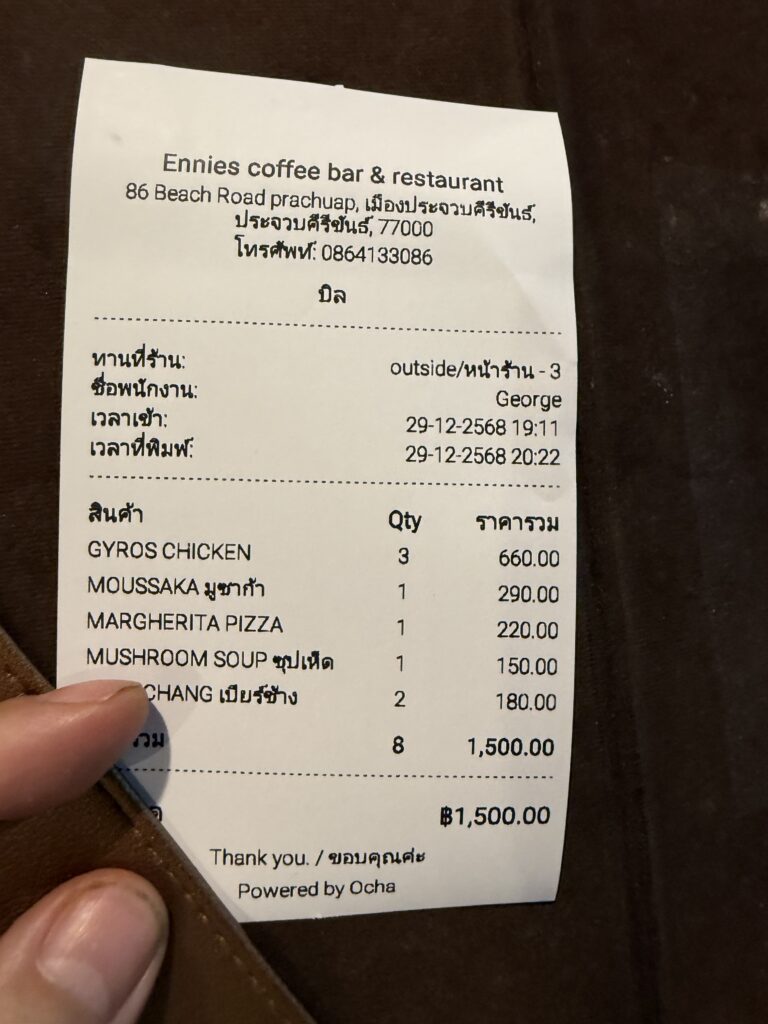 Ennies coffee bar & restaurant
86 Beach Road prachuap, เมืองประจวบคีรีขันธ์,
ประจวบคีรีขันธ์, 77000
โทรศัพท์: 0864133086
บิล
ทานที่ร้าน: outside/หน้าร้าน - 3
ชื่อพนักงาน: George
เวลาเข้า: 29-12-2568 19:11
เวลาที่พิมพ์: 29-12-2568 20:22
สินค้า Qty ราคารวม
GYROS CHICKEN 3 660.00
MOUSSAKA มูซาก้า 1 290.00
MARGHERITA PIZZA 1 220.00
MUSHROOM SOUP ซุปเห็ด 1 150.00
CHANG เบียร์ช้าง 2 180.00
รวม 8 1,500.00
฿1,500.00
Thank you. / ขอบคุณค่ะ
Powered by Ocha